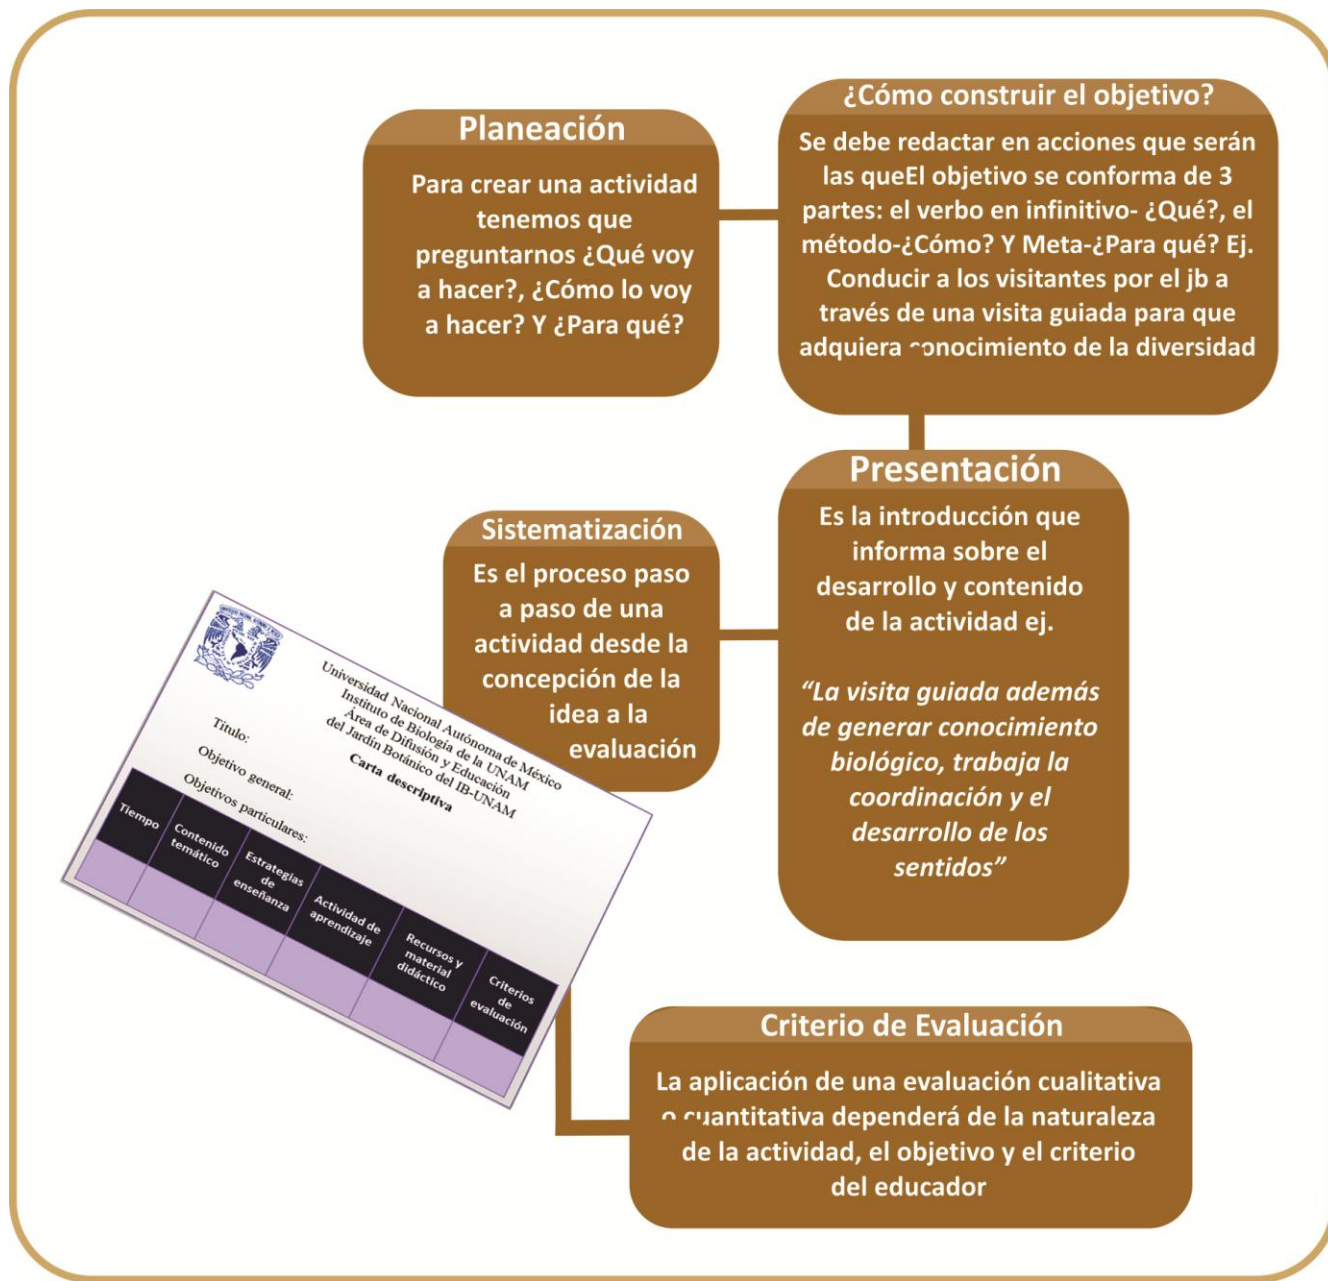 Planeación
Para crear una actividad
tenemos que
preguntarnos ¿Qué voy
a hacer?, ¿Cómo lo voy
a hacer? Y ¿Para qué?
¿Cómo construir el objetivo?
Se debe redactar en acciones que serán
las queEl objetivo se conforma de 3
partes: el verbo en infinitivo- ¿Qué?, el
método-¿Cómo? Y Meta-¿Para qué? Ej.
Conducir a los visitantes por el jb a
través de una visita guiada para que
adquiera conocimiento de la diversidad
Presentación
Es la introducción que
informa sobre el
desarrollo y contenido
de la actividad ej.
“La visita guiada además
de generar conocimiento
biológico, trabaja la
coordinación y el
desarrollo de los
sentidos”
Sistematización
Es el proceso paso
a paso de una
actividad desde la
concepción de la
idea a la
evaluación
Universidad Nacional Autónoma de México
Instituto de Biología de la UNAM
Área de Difusión y Educación
del Jardín Botánico del IB-UNAM
Carta descriptiva
Titulo:
Objetivo general:
Objetivos particulares:
Tiempo
Contenido
temático
Estrategias
de
enseñanza
Actividad de
aprendizaje
Recursos y
material
didáctico
Criterios
de
evaluación
Criterio de Evaluación
La aplicación de una evaluación cualitativa
o cuantitativa dependerá de la naturaleza
de la actividad, el objetivo y el criterio
del educador